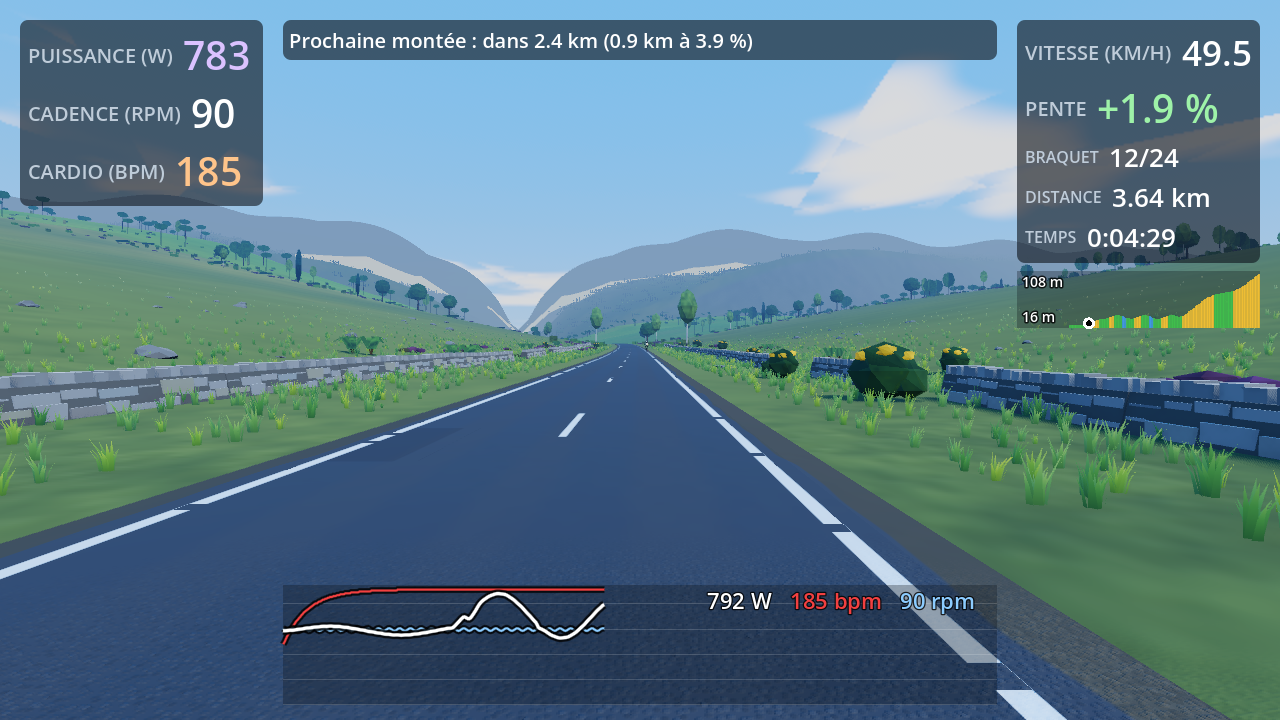 PUISSANCE (W) 783
CADENCE (RPM) 90
CARDIO (BPM) 185
Prochaine montée : dans 2.4 km (0.9 km à 3.9 %)
VITESSE (KM/H) 49.5
PENTE +1.9 %
BRAQUET 12/24
DISTANCE 3.64 km
TEMPS 0:04:29
108 m
16 m
792 W 185 bpm 90 rpm